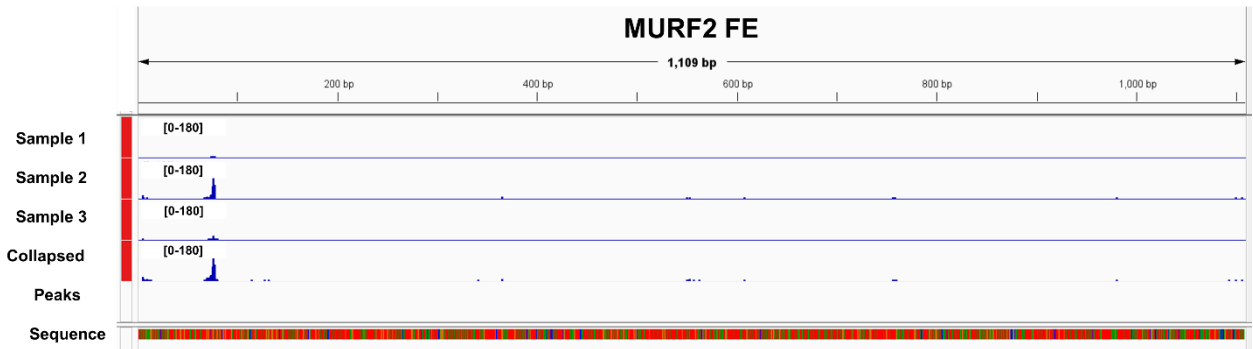 MURF2 FE
1,109 bp
200 bp 400 bp 600 bp 800 bp 1,000 bp
Sample 1 [0-180]
Sample 2 [0-180]
Sample 3 [0-180]
Collapsed [0-180]
Peaks
Sequence